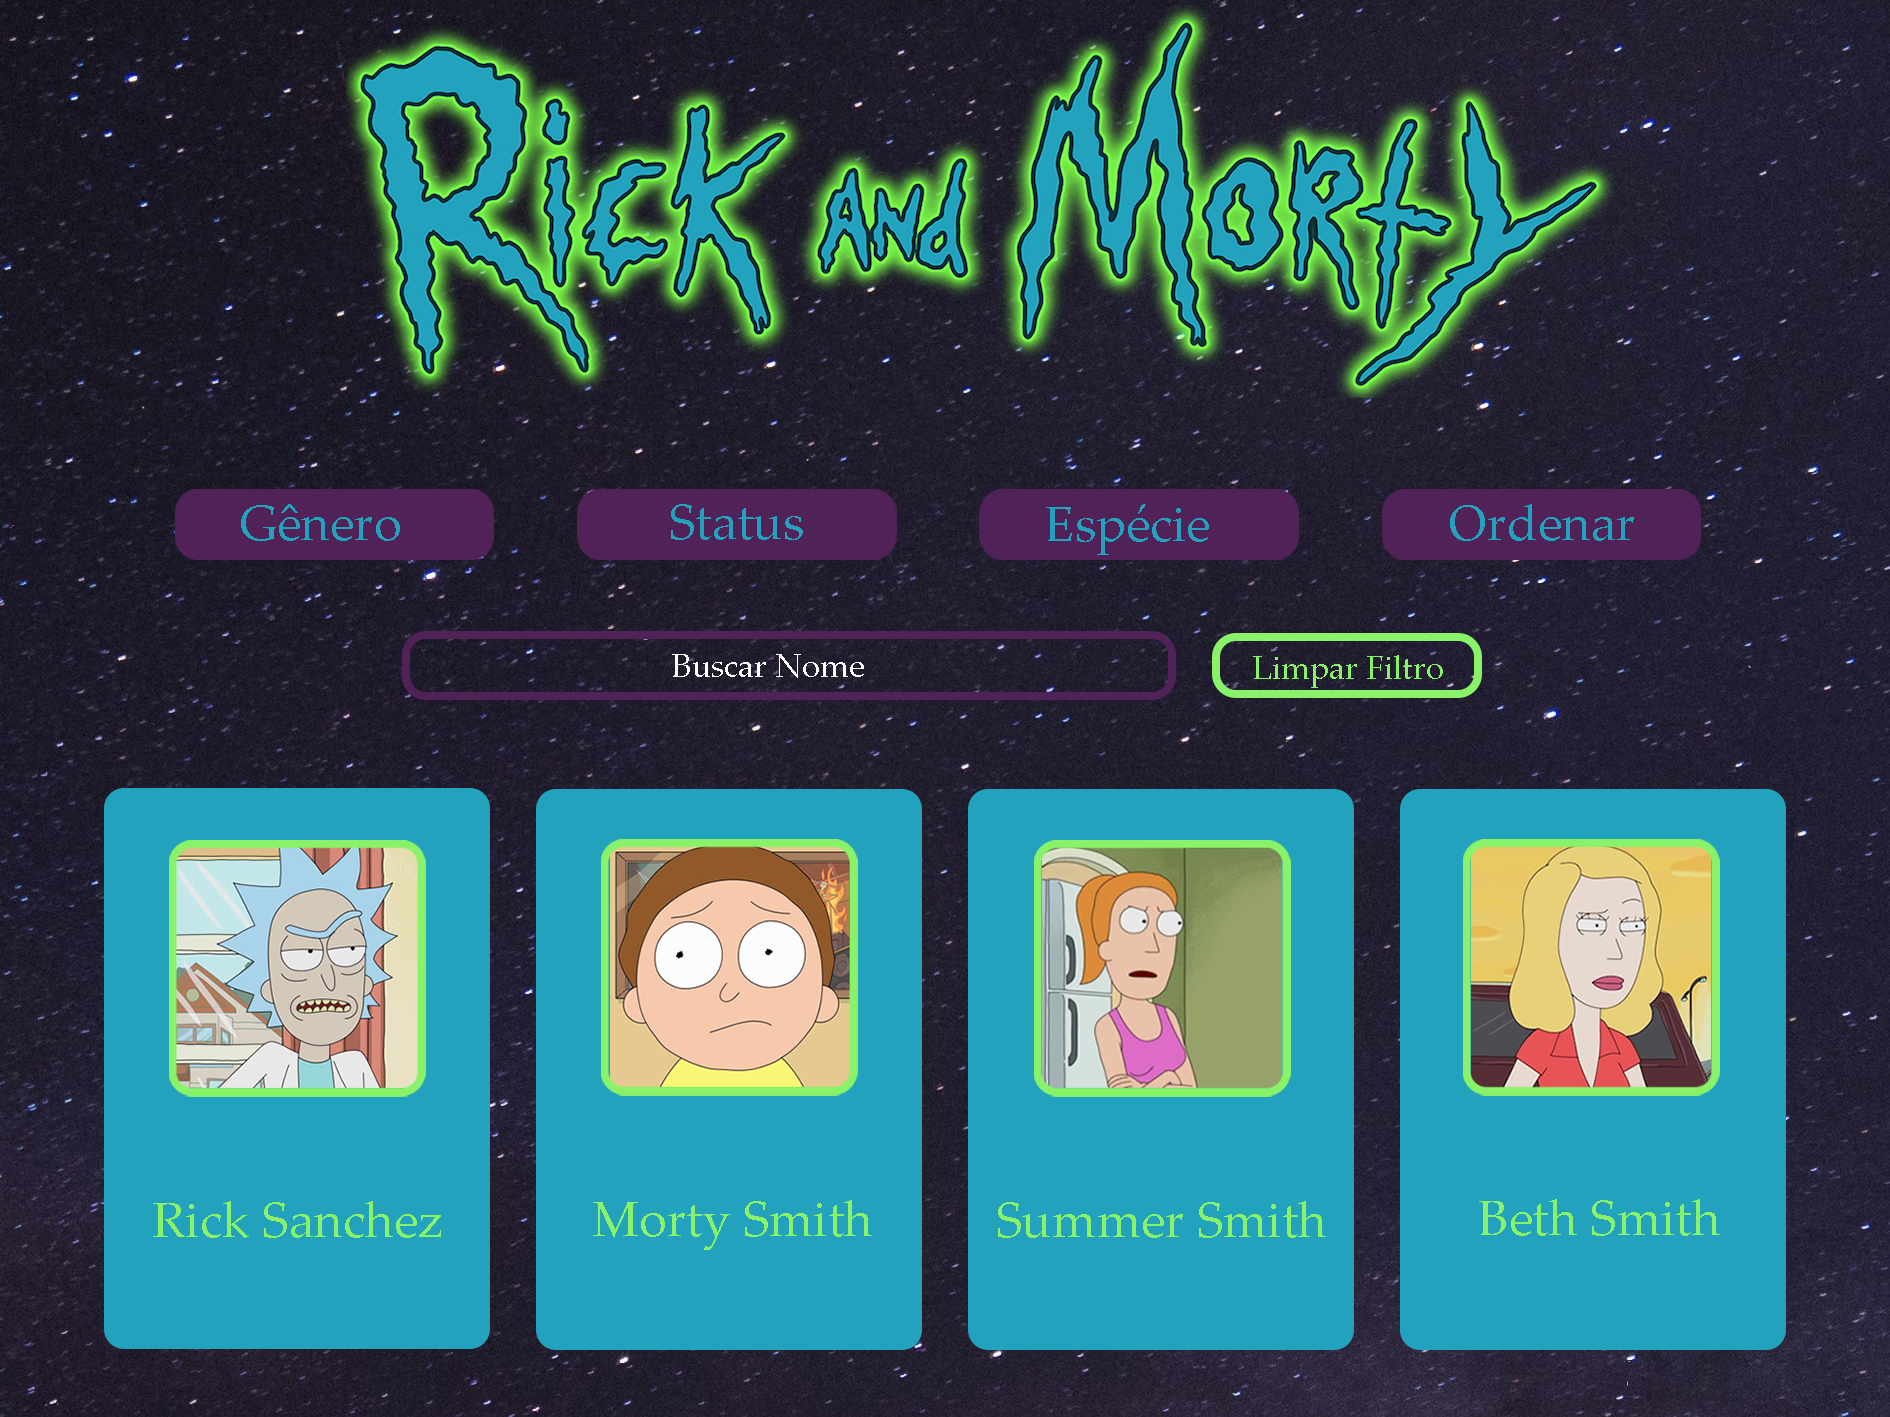 Rick and Morty
Gênero
Status
Espécie
Ordenar
Buscar Nome
Limpar Filtro
Rick Sanchez
Morty Smith
Summer Smith
Beth Smith